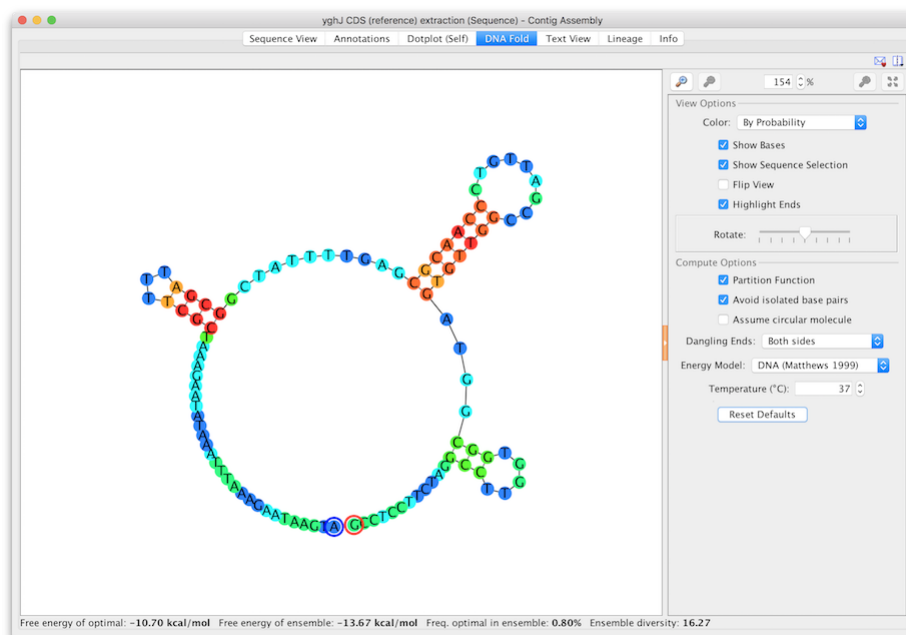 yghJ CDS (reference) extraction (Sequence) - Contig Assembly
Sequence View Annotations Dotplot (Self) DNA Fold Text View Lineage Info
154 %
View Options
Color: By Probability
Show Bases
Show Sequence Selection
Flip View
Highlight Ends
Rotate:
Compute Options
Partition Function
Avoid isolated base pairs
Assume circular molecule
Dangling Ends: Both sides
Energy Model: DNA (Matthews 1999)
Temperature (°C): 37
Reset Defaults
Free energy of optimal: -10.70 kcal/mol Free energy of ensemble: -13.67 kcal/mol Freq. optimal in ensemble: 0.80% Ensemble diversity: 16.27